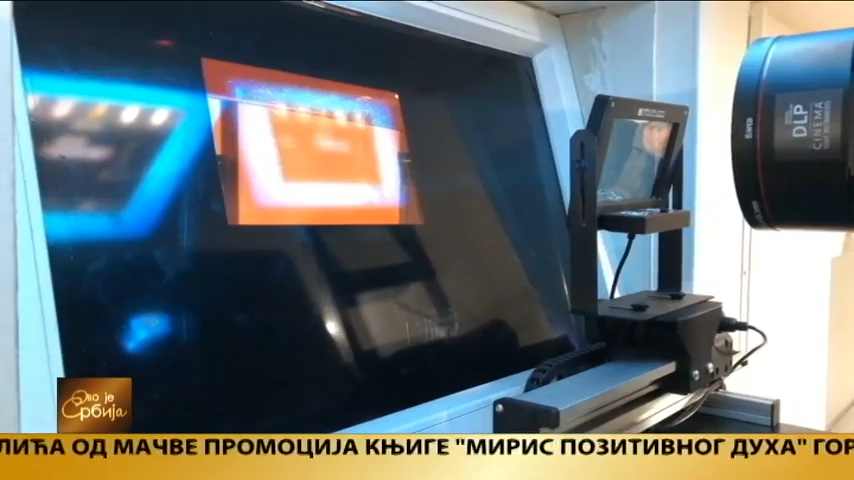 Barco
DLP
CINEMA
Ово је
Србија
ЛИЋА ОД МАЧВЕ ПРОМОЦИЈА КЊИГЕ "МИРИС ПОЗИТИВНОГ ДУХА" ГОР